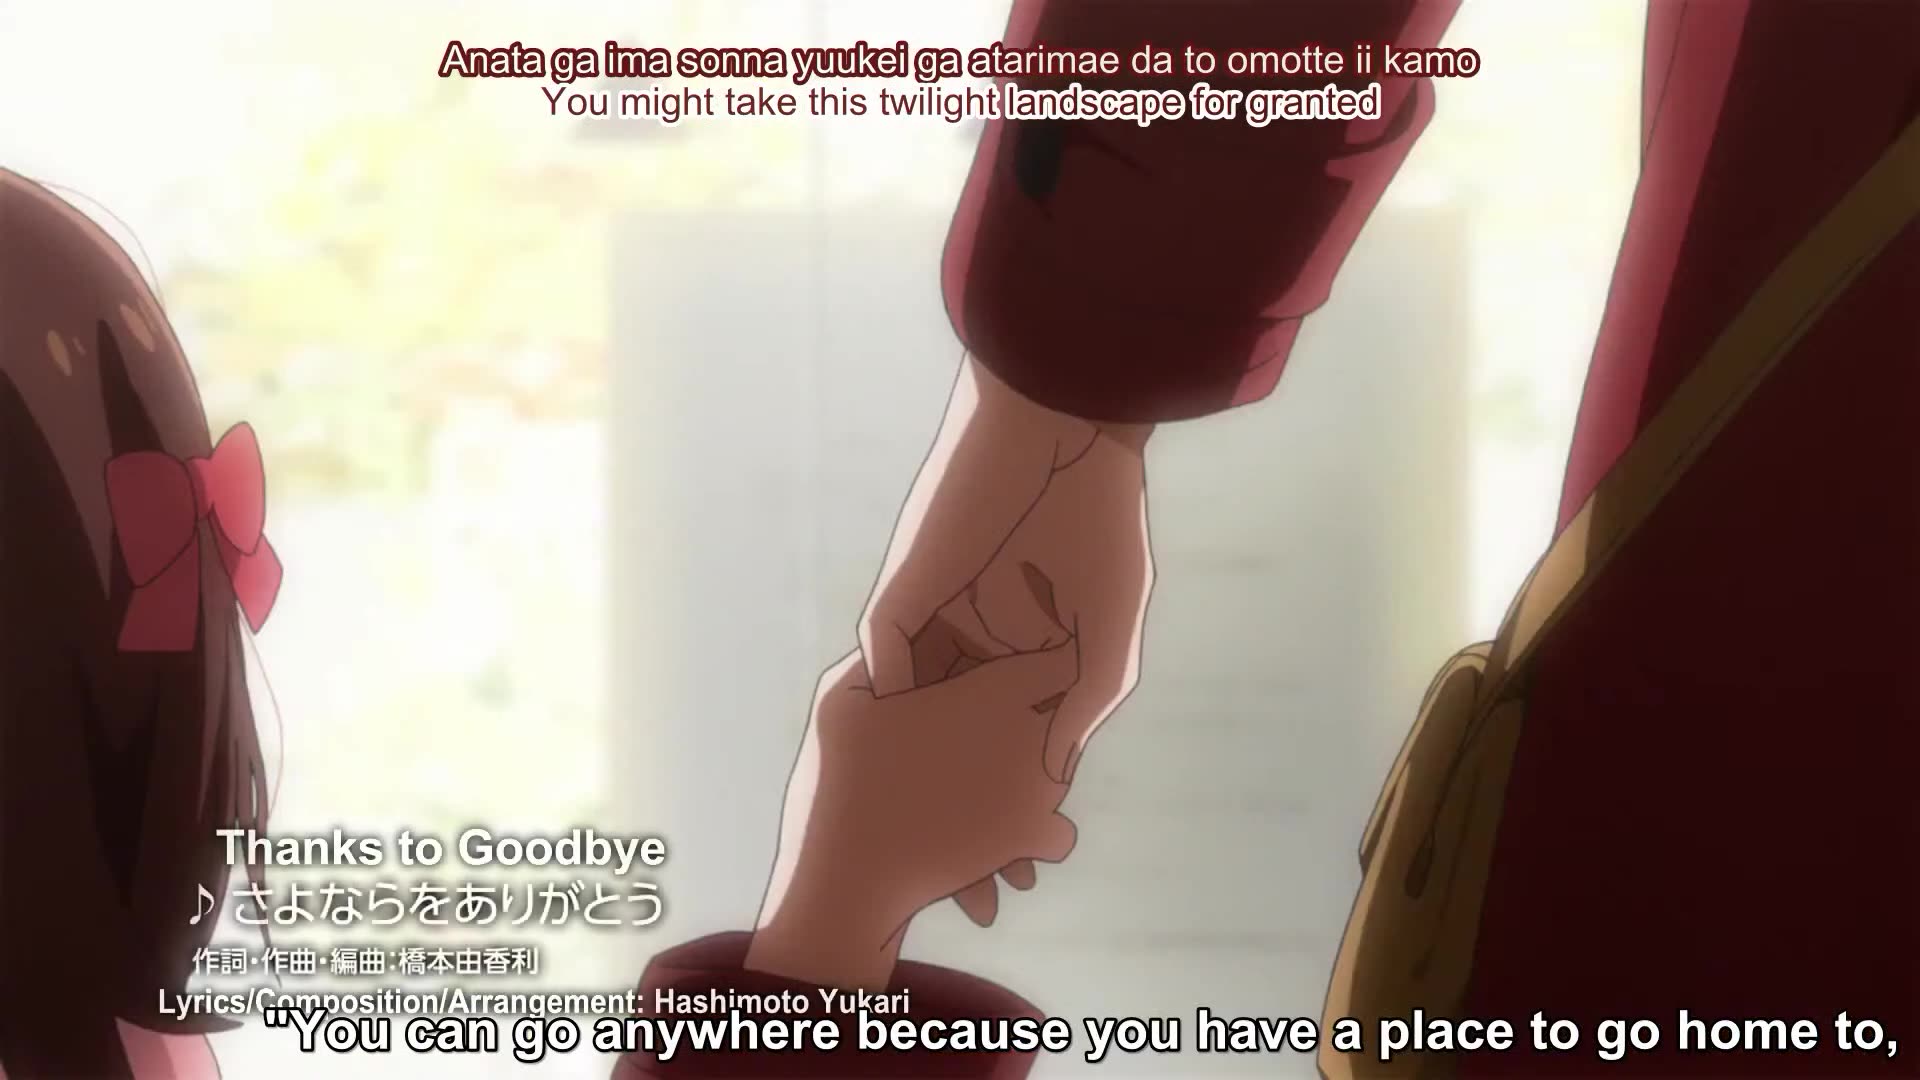 Anata ga ima sonna yuukei ga atarimae da to omotte ii kamo
You might take this twilight landscape for granted
Thanks to Goodbye
♪ さよならをありがとう
作詞・作曲・編曲：橋本由香利
Lyrics/Composition/Arrangement: Hashimoto Yukari
"You can go anywhere because you have a place to go home to,